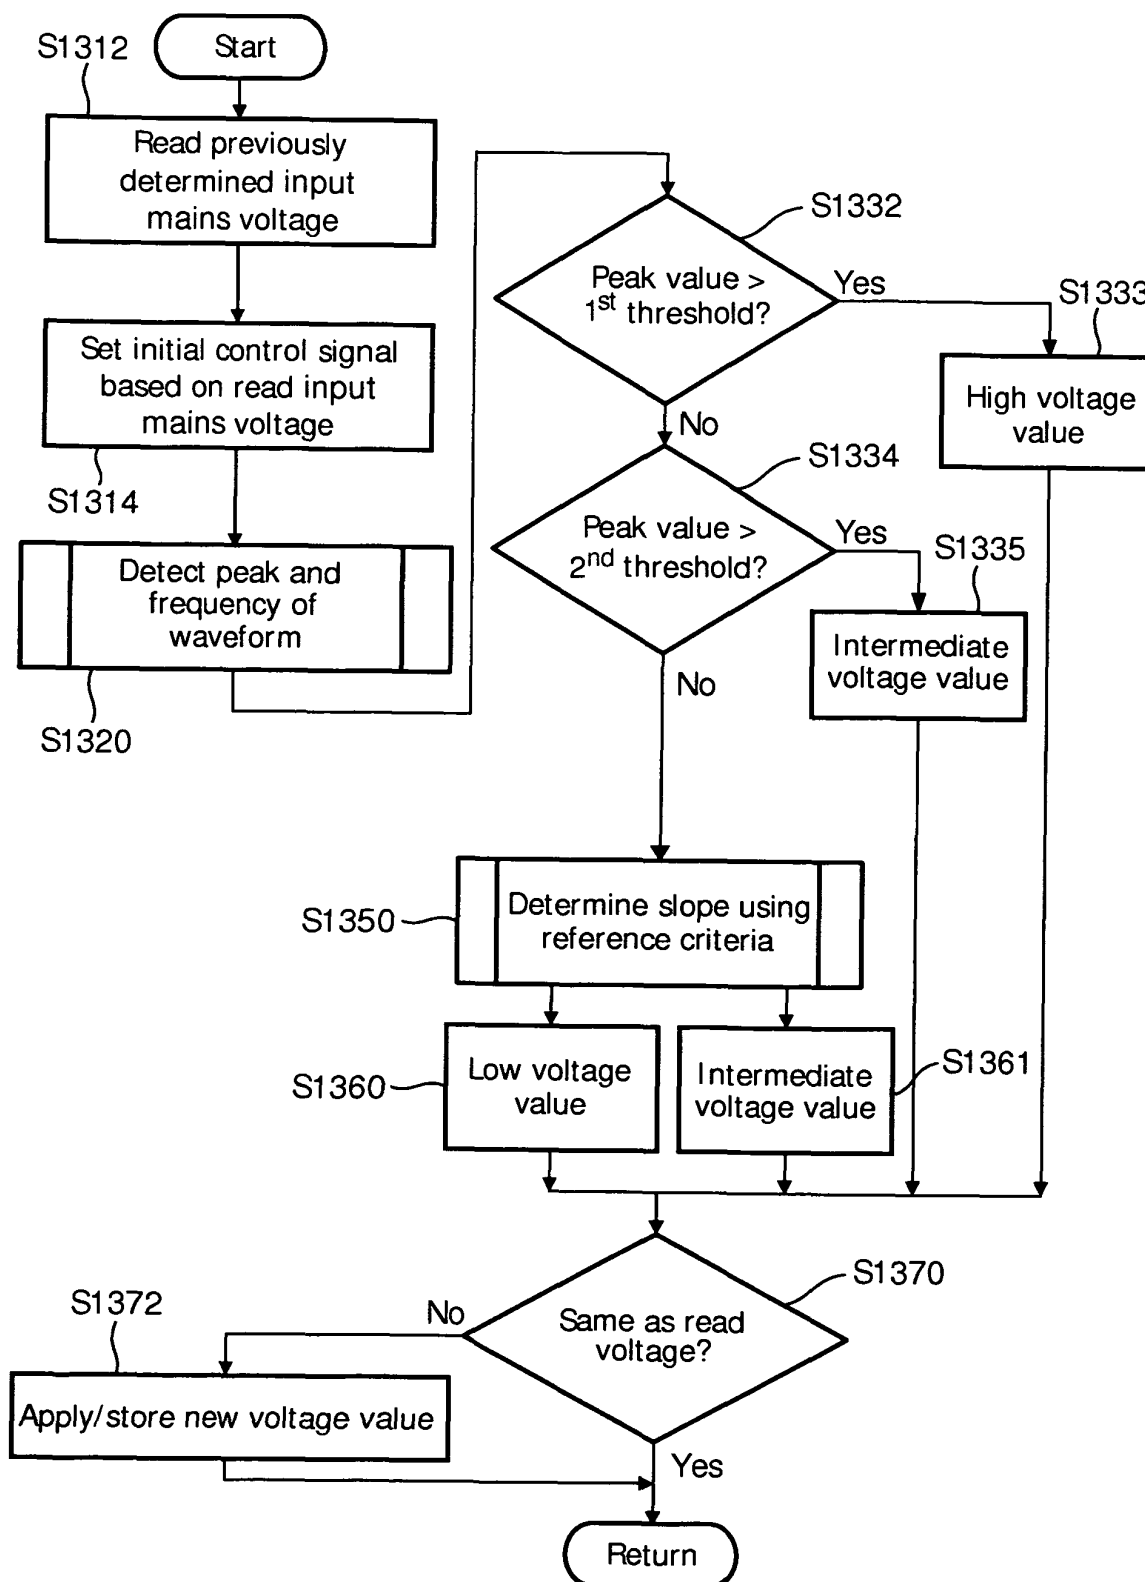 Start
S1312
Read previously
determined input
mains voltage
Set initial control signal
based on read input
mains voltage
S1314
Detect peak and
frequency of
waveform
S1320
S1332
Peak value >
1st threshold?
Yes
S1333
High voltage
value
No
S1334
Peak value >
2nd threshold?
Yes
S1335
Intermediate
voltage value
No
S1350
Determine slope using
reference criteria
S1360
Low voltage
value
Intermediate
voltage value
S1361
S1370
Same as read
voltage?
No
S1372
Apply/store new voltage value
Yes
Return